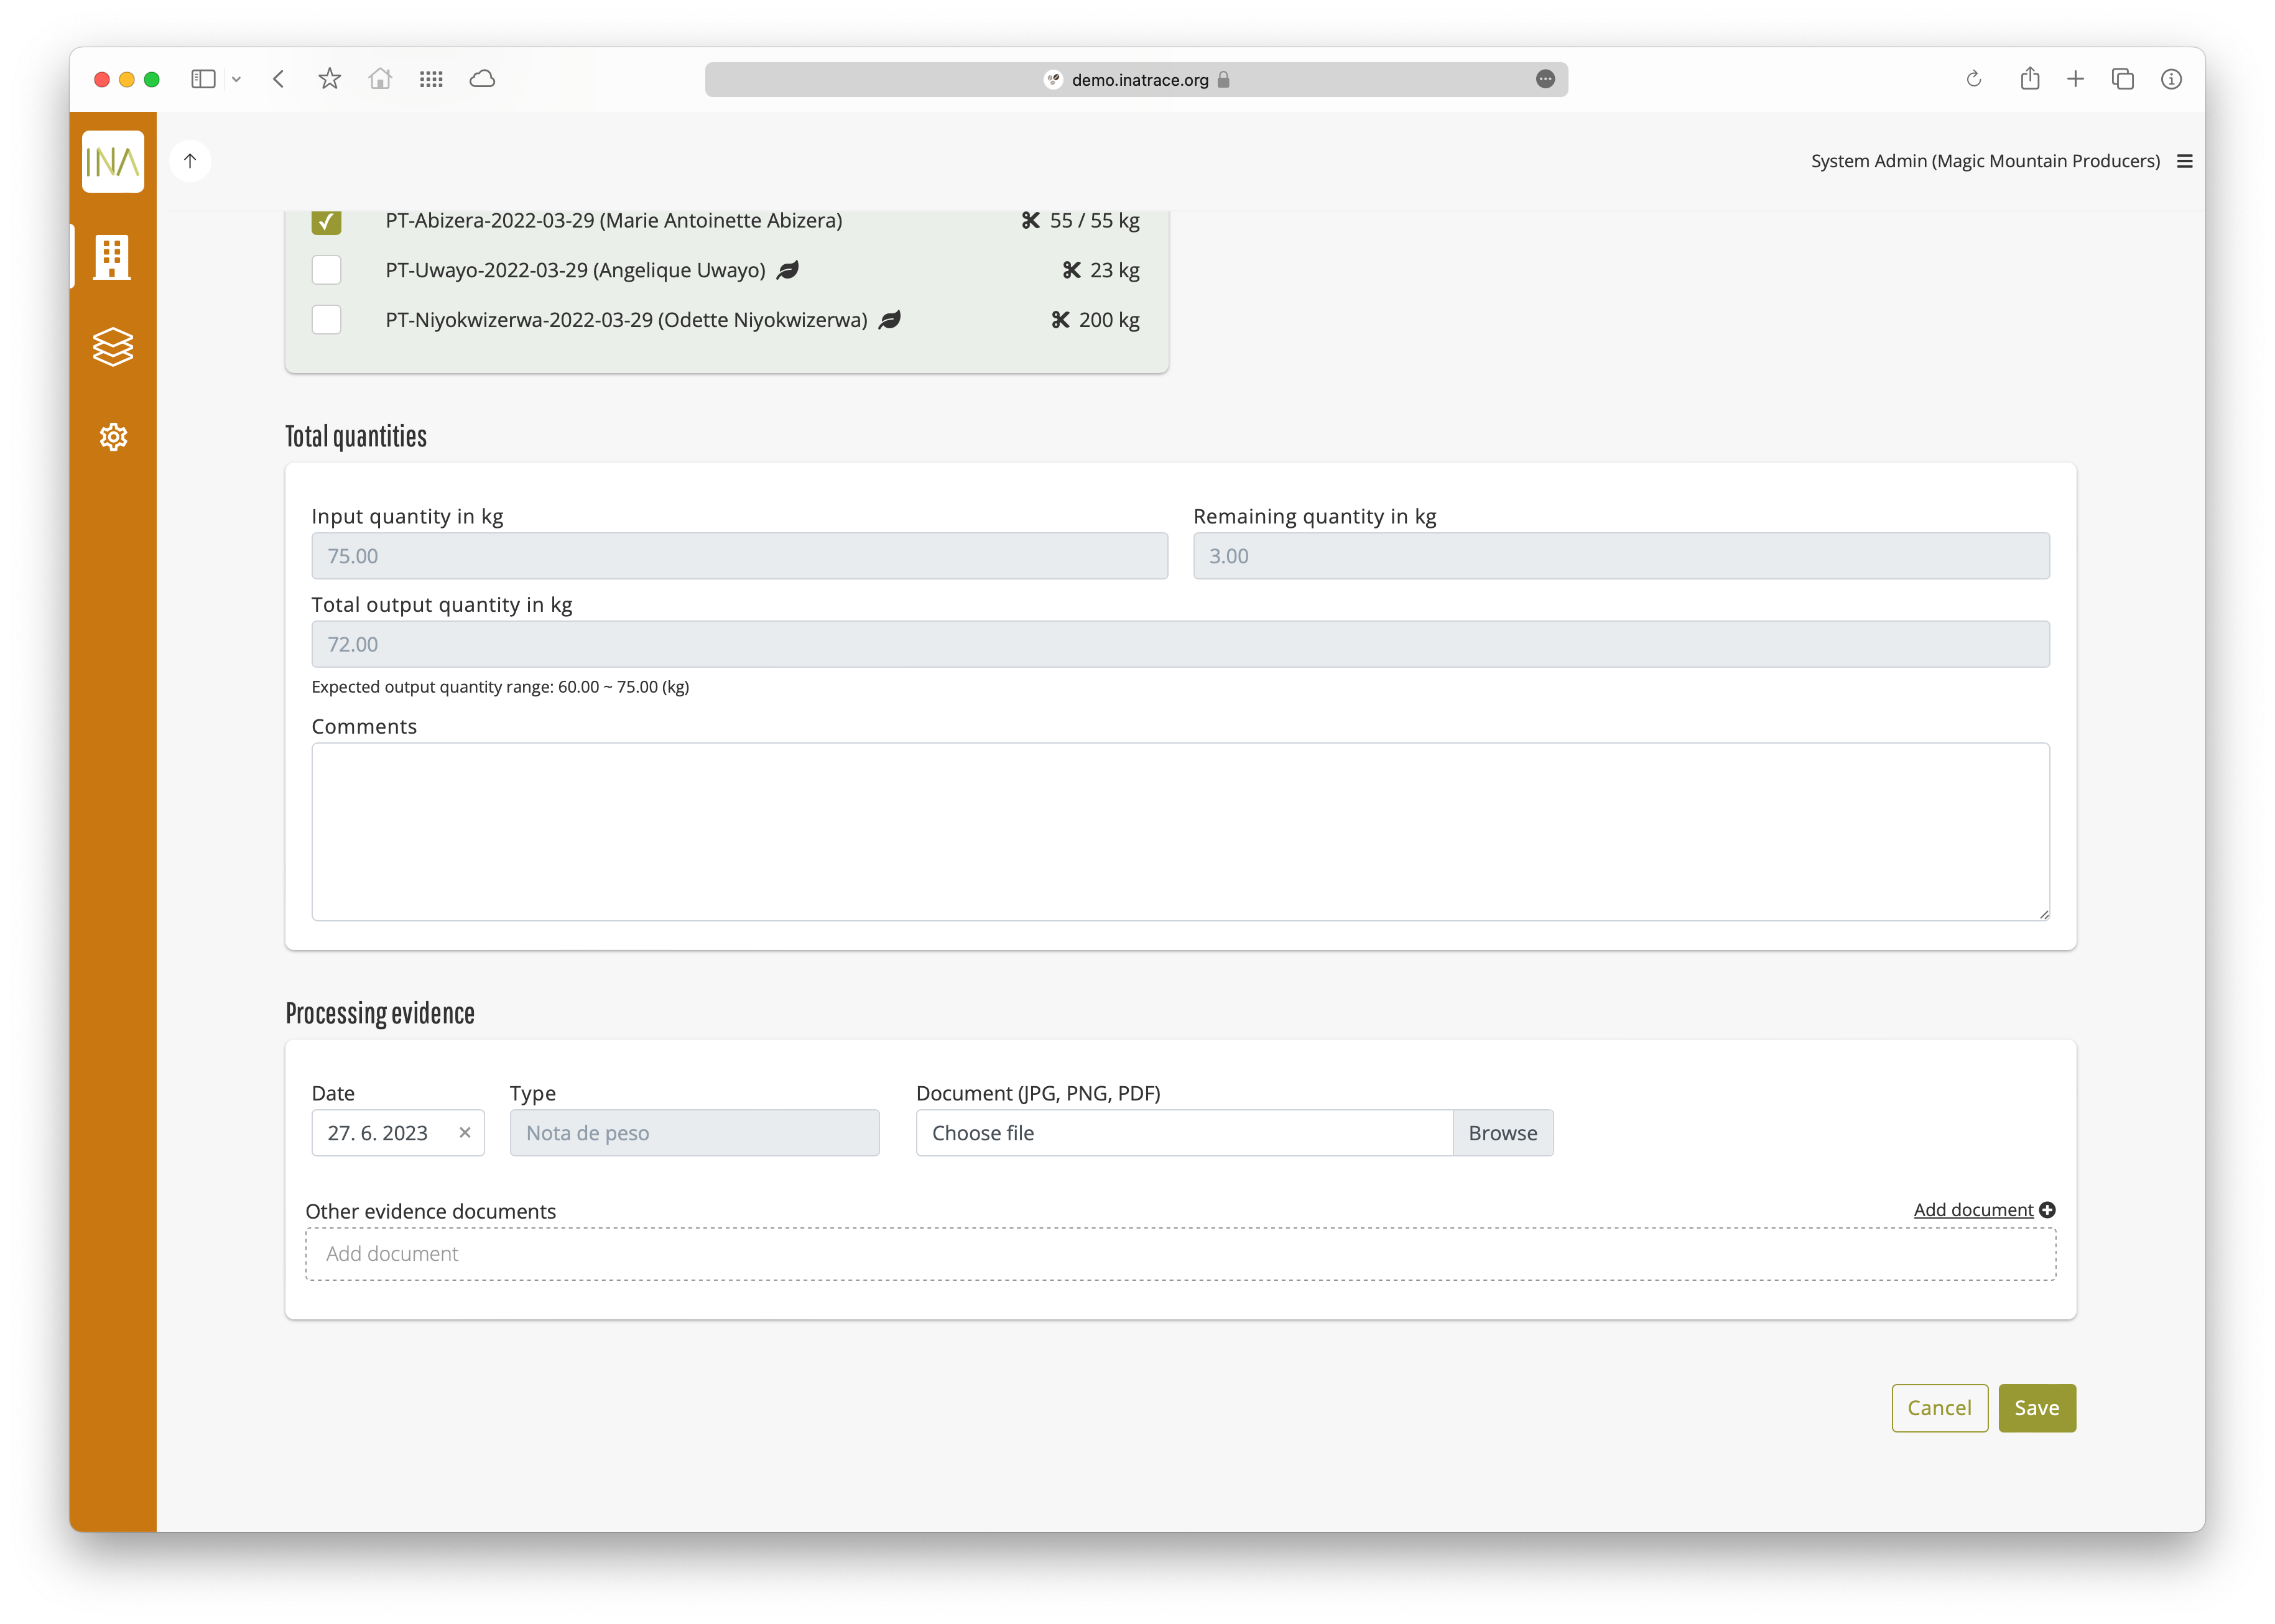 demo.inatrace.org
INA
System Admin (Magic Mountain Producers)
PT-Abizera-2022-03-29 (Marie Antoinette Abizera) 55 / 55 kg
PT-Uwayo-2022-03-29 (Angelique Uwayo) 23 kg
PT-Niyokwizerwa-2022-03-29 (Odette Niyokwizerwa) 200 kg
Total quantities
Input quantity in kg Remaining quantity in kg
75.00 3.00
Total output quantity in kg
72.00
Expected output quantity range: 60.00 ~ 75.00 (kg)
Comments
Processing evidence
Date Type Document (JPG, PNG, PDF)
27. 6. 2023 Nota de peso Choose file Browse
Other evidence documents Add document
Add document
Cancel Save